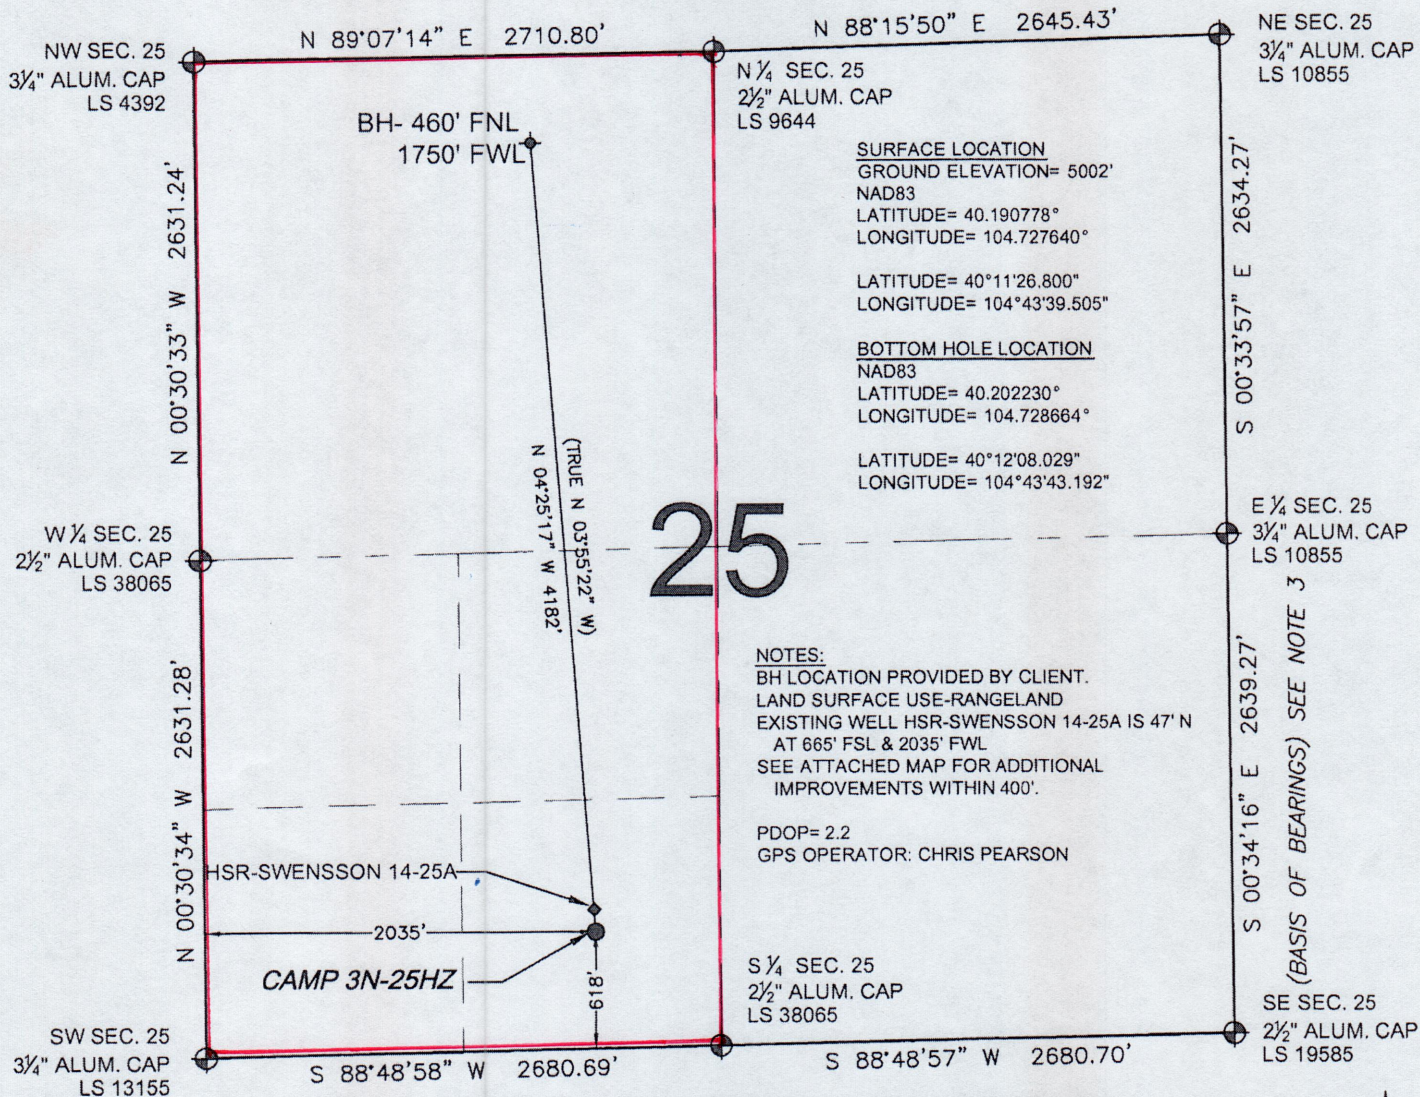 N 89°07'14" E 2710.80'
N 88°15'50" E 2645.43'
NW SEC. 25
3¼" ALUM. CAP
LS 4392
N ¼ SEC. 25
2½" ALUM. CAP
LS 9644
NE SEC. 25
3¼" ALUM. CAP
LS 10855
BH- 460' FNL
1750' FWL
SURFACE LOCATION
GROUND ELEVATION= 5002'
NAD83
LATITUDE= 40.190778°
LONGITUDE= 104.727640°
LATITUDE= 40°11'26.800"
LONGITUDE= 104°43'39.505"
BOTTOM HOLE LOCATION
NAD83
LATITUDE= 40.202230°
LONGITUDE= 104.728664°
LATITUDE= 40°12'08.029"
LONGITUDE= 104°43'43.192"
N 00°30'33" W 2631.24'
S 00°33'57" E 2634.27'
(TRUE N 03°55'22" W)
N 04°25'17" W 4182'
25
W ¼ SEC. 25
2½" ALUM. CAP
LS 38065
E ¼ SEC. 25
3¼" ALUM. CAP
LS 10855
NOTES:
BH LOCATION PROVIDED BY CLIENT.
LAND SURFACE USE-RANGELAND
EXISTING WELL HSR-SWENSSON 14-25A IS 47' N
AT 665' FSL & 2035' FWL
SEE ATTACHED MAP FOR ADDITIONAL
IMPROVEMENTS WITHIN 400'.
PDOP= 2.2
GPS OPERATOR: CHRIS PEARSON
N 00°30'34" W 2631.28'
S 00°34'16" E 2639.27'
(BASIS OF BEARINGS) SEE NOTE 3
HSR-SWENSSON 14-25A
2035'
CAMP 3N-25HZ
618'
SW SEC. 25
3¼" ALUM. CAP
LS 13155
S ¼ SEC. 25
2½" ALUM. CAP
LS 38065
SE SEC. 25
2½" ALUM. CAP
LS 19585
S 88°48'58" W 2680.69'
S 88°48'57" W 2680.70'